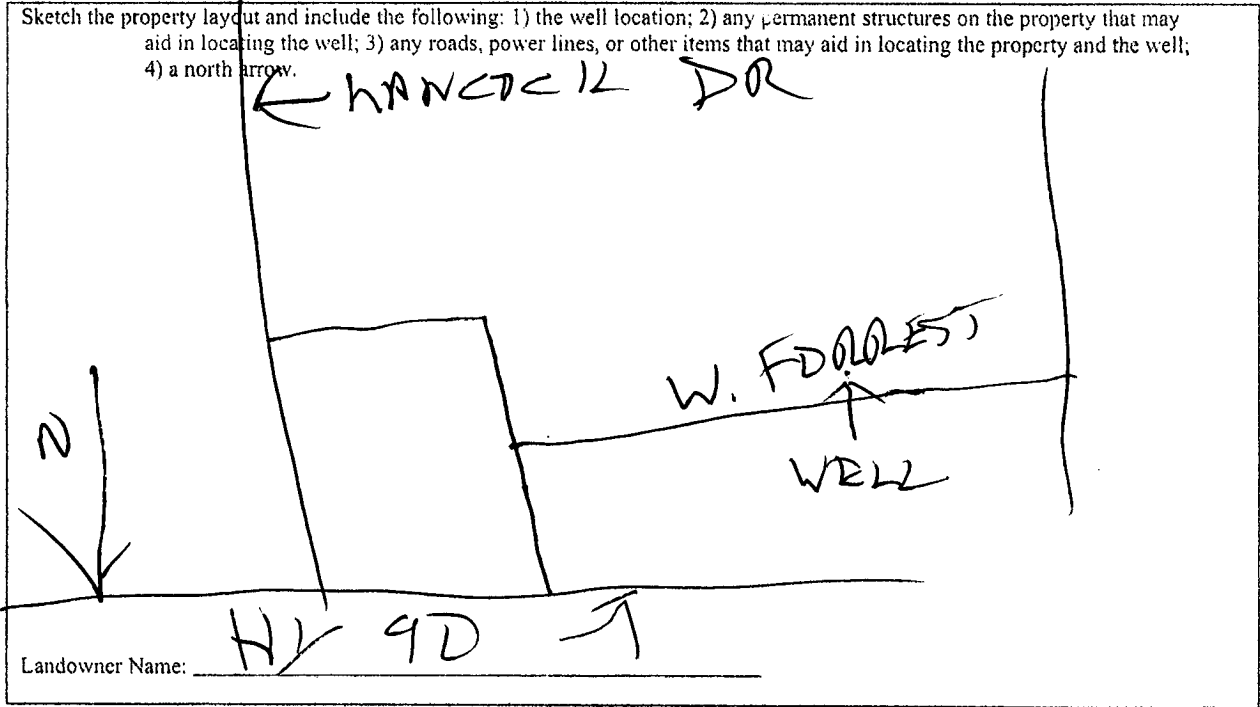 Sketch the property layout and include the following: 1) the well location; 2) any permanent structures on the property that may
aid in locating the well; 3) any roads, power lines, or other items that may aid in locating the property and the well;
4) a north arrow.
DR
W. FORREST
N
WELL
HY 90
Landowner Name: